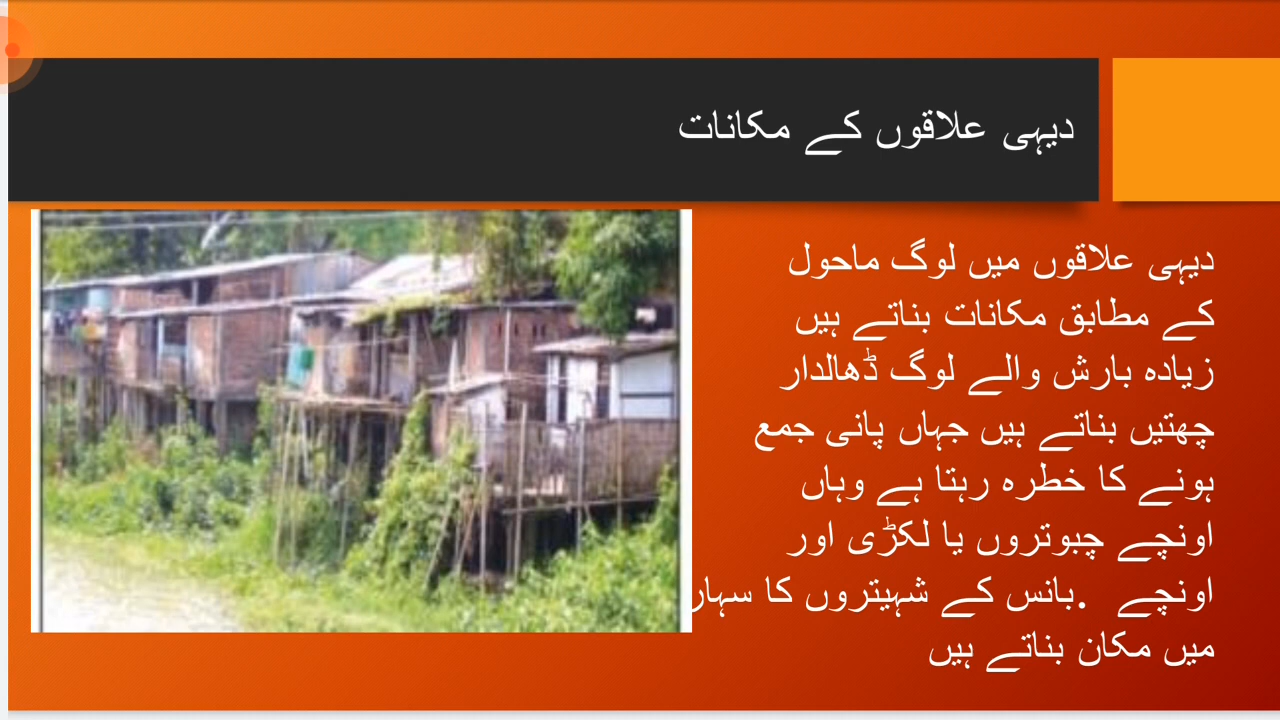 دیہی علاقوں کے مکانات
دیہی علاقوں میں لوگ ماحول
کے مطابق مکانات بناتے ہیں
زیادہ بارش والے لوگ ڈھالدار
چھتیں بناتے ہیں جہاں پانی جمع
ہونے کا خطرہ رہتا ہے وہاں
اونچے چبوتروں یا لکڑی اور
اونچے .بانس کے شہیتروں کا سہار
میں مکان بناتے ہیں